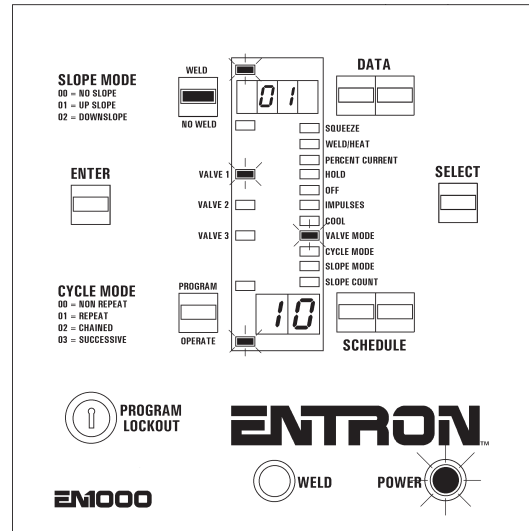 SLOPE MODE
00 = NO SLOPE
01 = UP SLOPE
02 = DOWNSLOPE
WELD
NO WELD
01
DATA
SQUEEZE
WELD/HEAT
PERCENT CURRENT
HOLD
OFF
IMPULSES
COOL
VALVE MODE
CYCLE MODE
SLOPE MODE
SLOPE COUNT
ENTER
VALVE 1
VALVE 2
VALVE 3
SELECT
CYCLE MODE
00 = NON REPEAT
01 = REPEAT
02 = CHAINED
03 = SUCCESSIVE
PROGRAM
OPERATE
10
SCHEDULE
PROGRAM
LOCKOUT
ENTRON™
WELD
POWER
EM1000